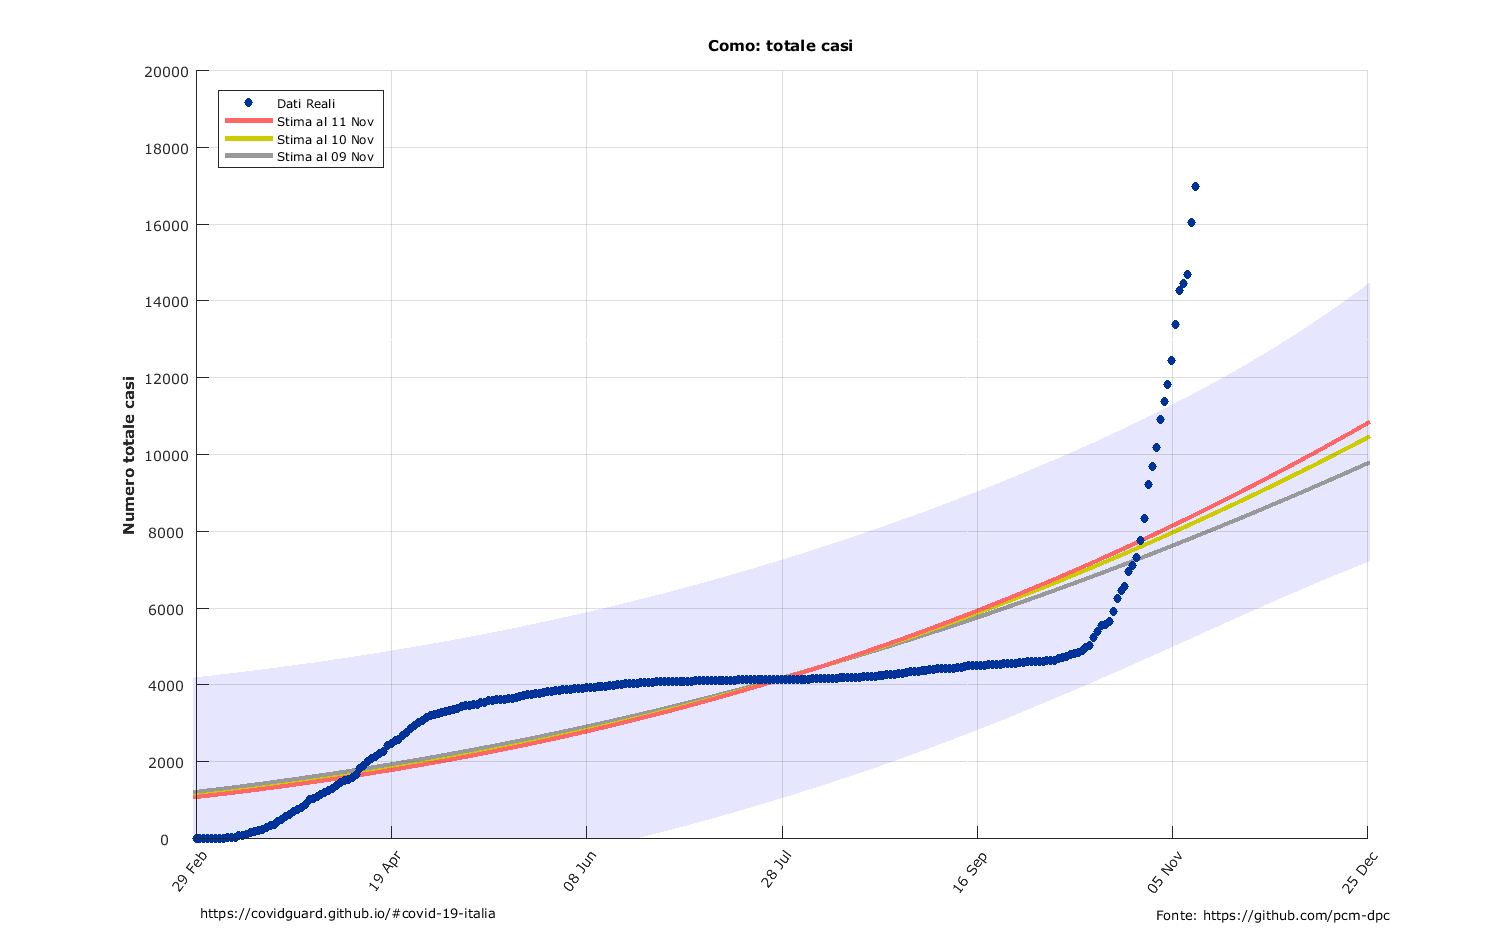 Como: totale casi
20000
18000
16000
14000
12000
10000
8000
6000
4000
2000
0
Numero totale casi
Dati Reali
Stima al 11 Nov
Stima al 10 Nov
Stima al 09 Nov
29 Feb
19 Apr
08 Jun
28 Jul
16 Sep
05 Nov
25 Dec
https://covidguard.github.io/#covid-19-italia
Fonte: https://github.com/pcm-dpc